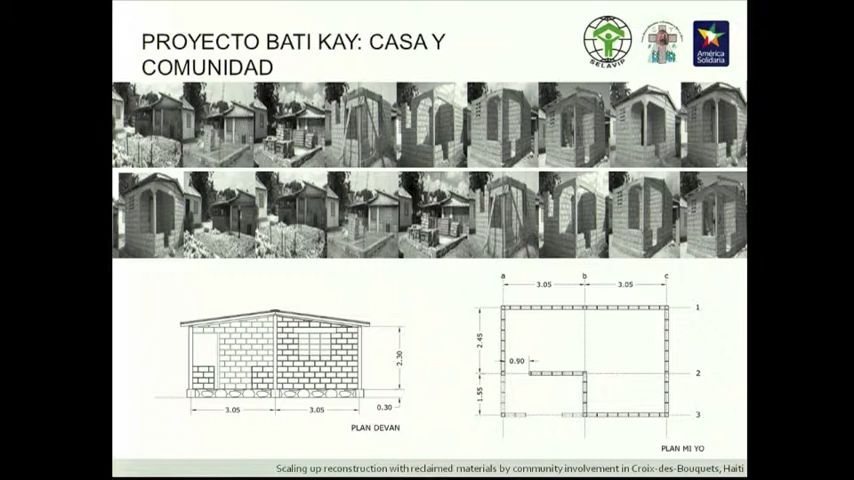 PROYECTO BATI KAY: CASA Y
COMUNIDAD
SELAVIP
América
Solidaria
a
b
c
3.05
3.05
1
2.45
0.90
2
1.55
3
2.30
3.05
3.05
0.30
PLAN DEVAN
PLAN MI YO
Scaling up reconstruction with reclaimed materials by community involvement in Croix-des-Bouquets, Haiti